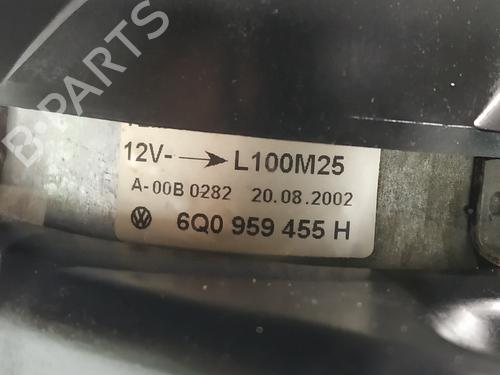 B-PARTS
12V- → L100M25
A-00B 0282 20.08.2002
6Q0 959 455 H